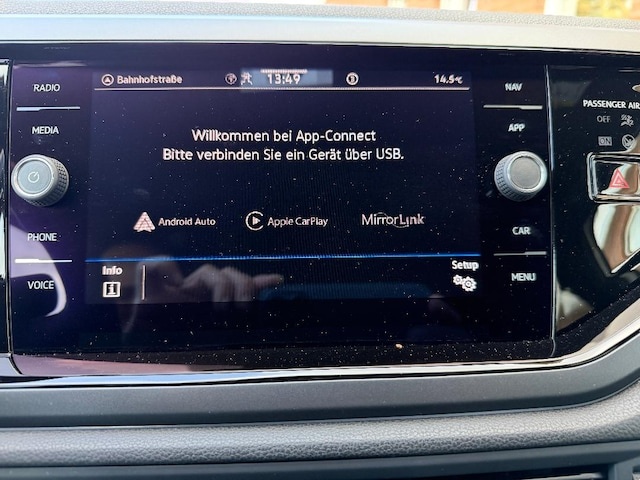 RADIO
MEDIA
PHONE
VOICE
Bahnhofstraße 13:49 14.5°C
Willkommen bei App-Connect
Bitte verbinden Sie ein Gerät über USB.
Android Auto Apple CarPlay MirrorLink
Info Setup
NAV
APP
CAR
MENU
PASSENGER AIR
OFF
ON